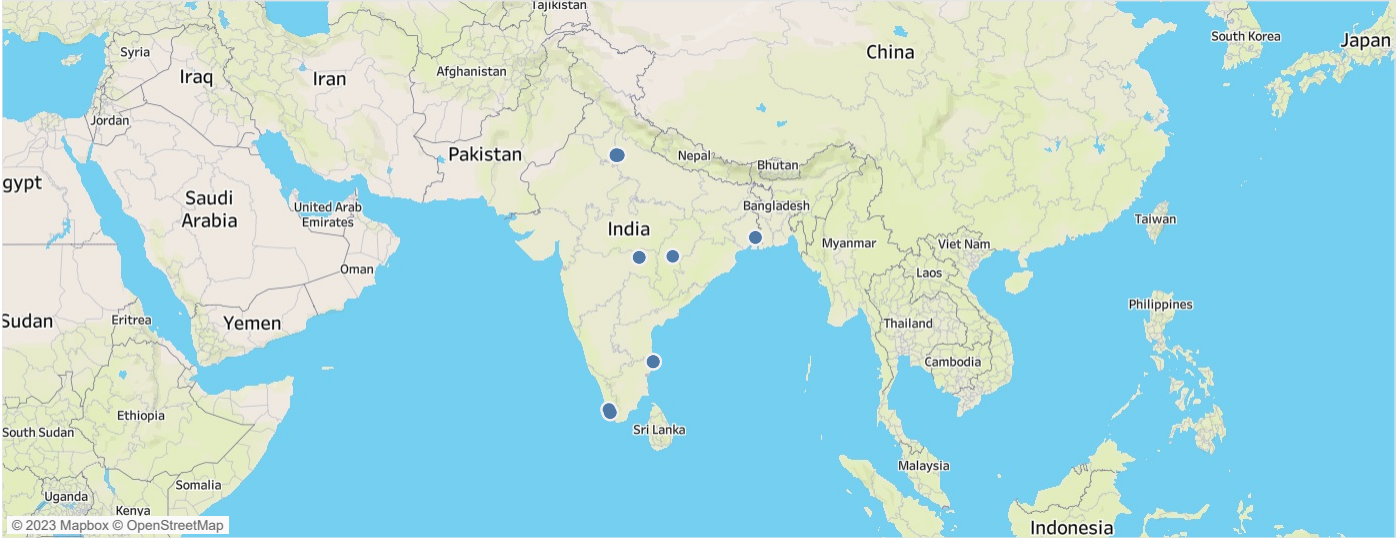 Tajikistan
South Korea
Japan
Syria
China
Iraq
Iran
Afghanistan
Jordan
Pakistan
Nepal
Bhutan
gypt
Saudi
Arabia
United Arab
Emirates
Bangladesh
Taiwan
India
Myanmar
Viet Nam
Oman
Laos
Philippines
Sudan
Eritrea
Yemen
Thailand
Cambodia
Ethiopia
South Sudan
Sri Lanka
Malaysia
Somalia
Uganda
Kenya
Indonesia
© 2023 Mapbox © OpenStreetMap